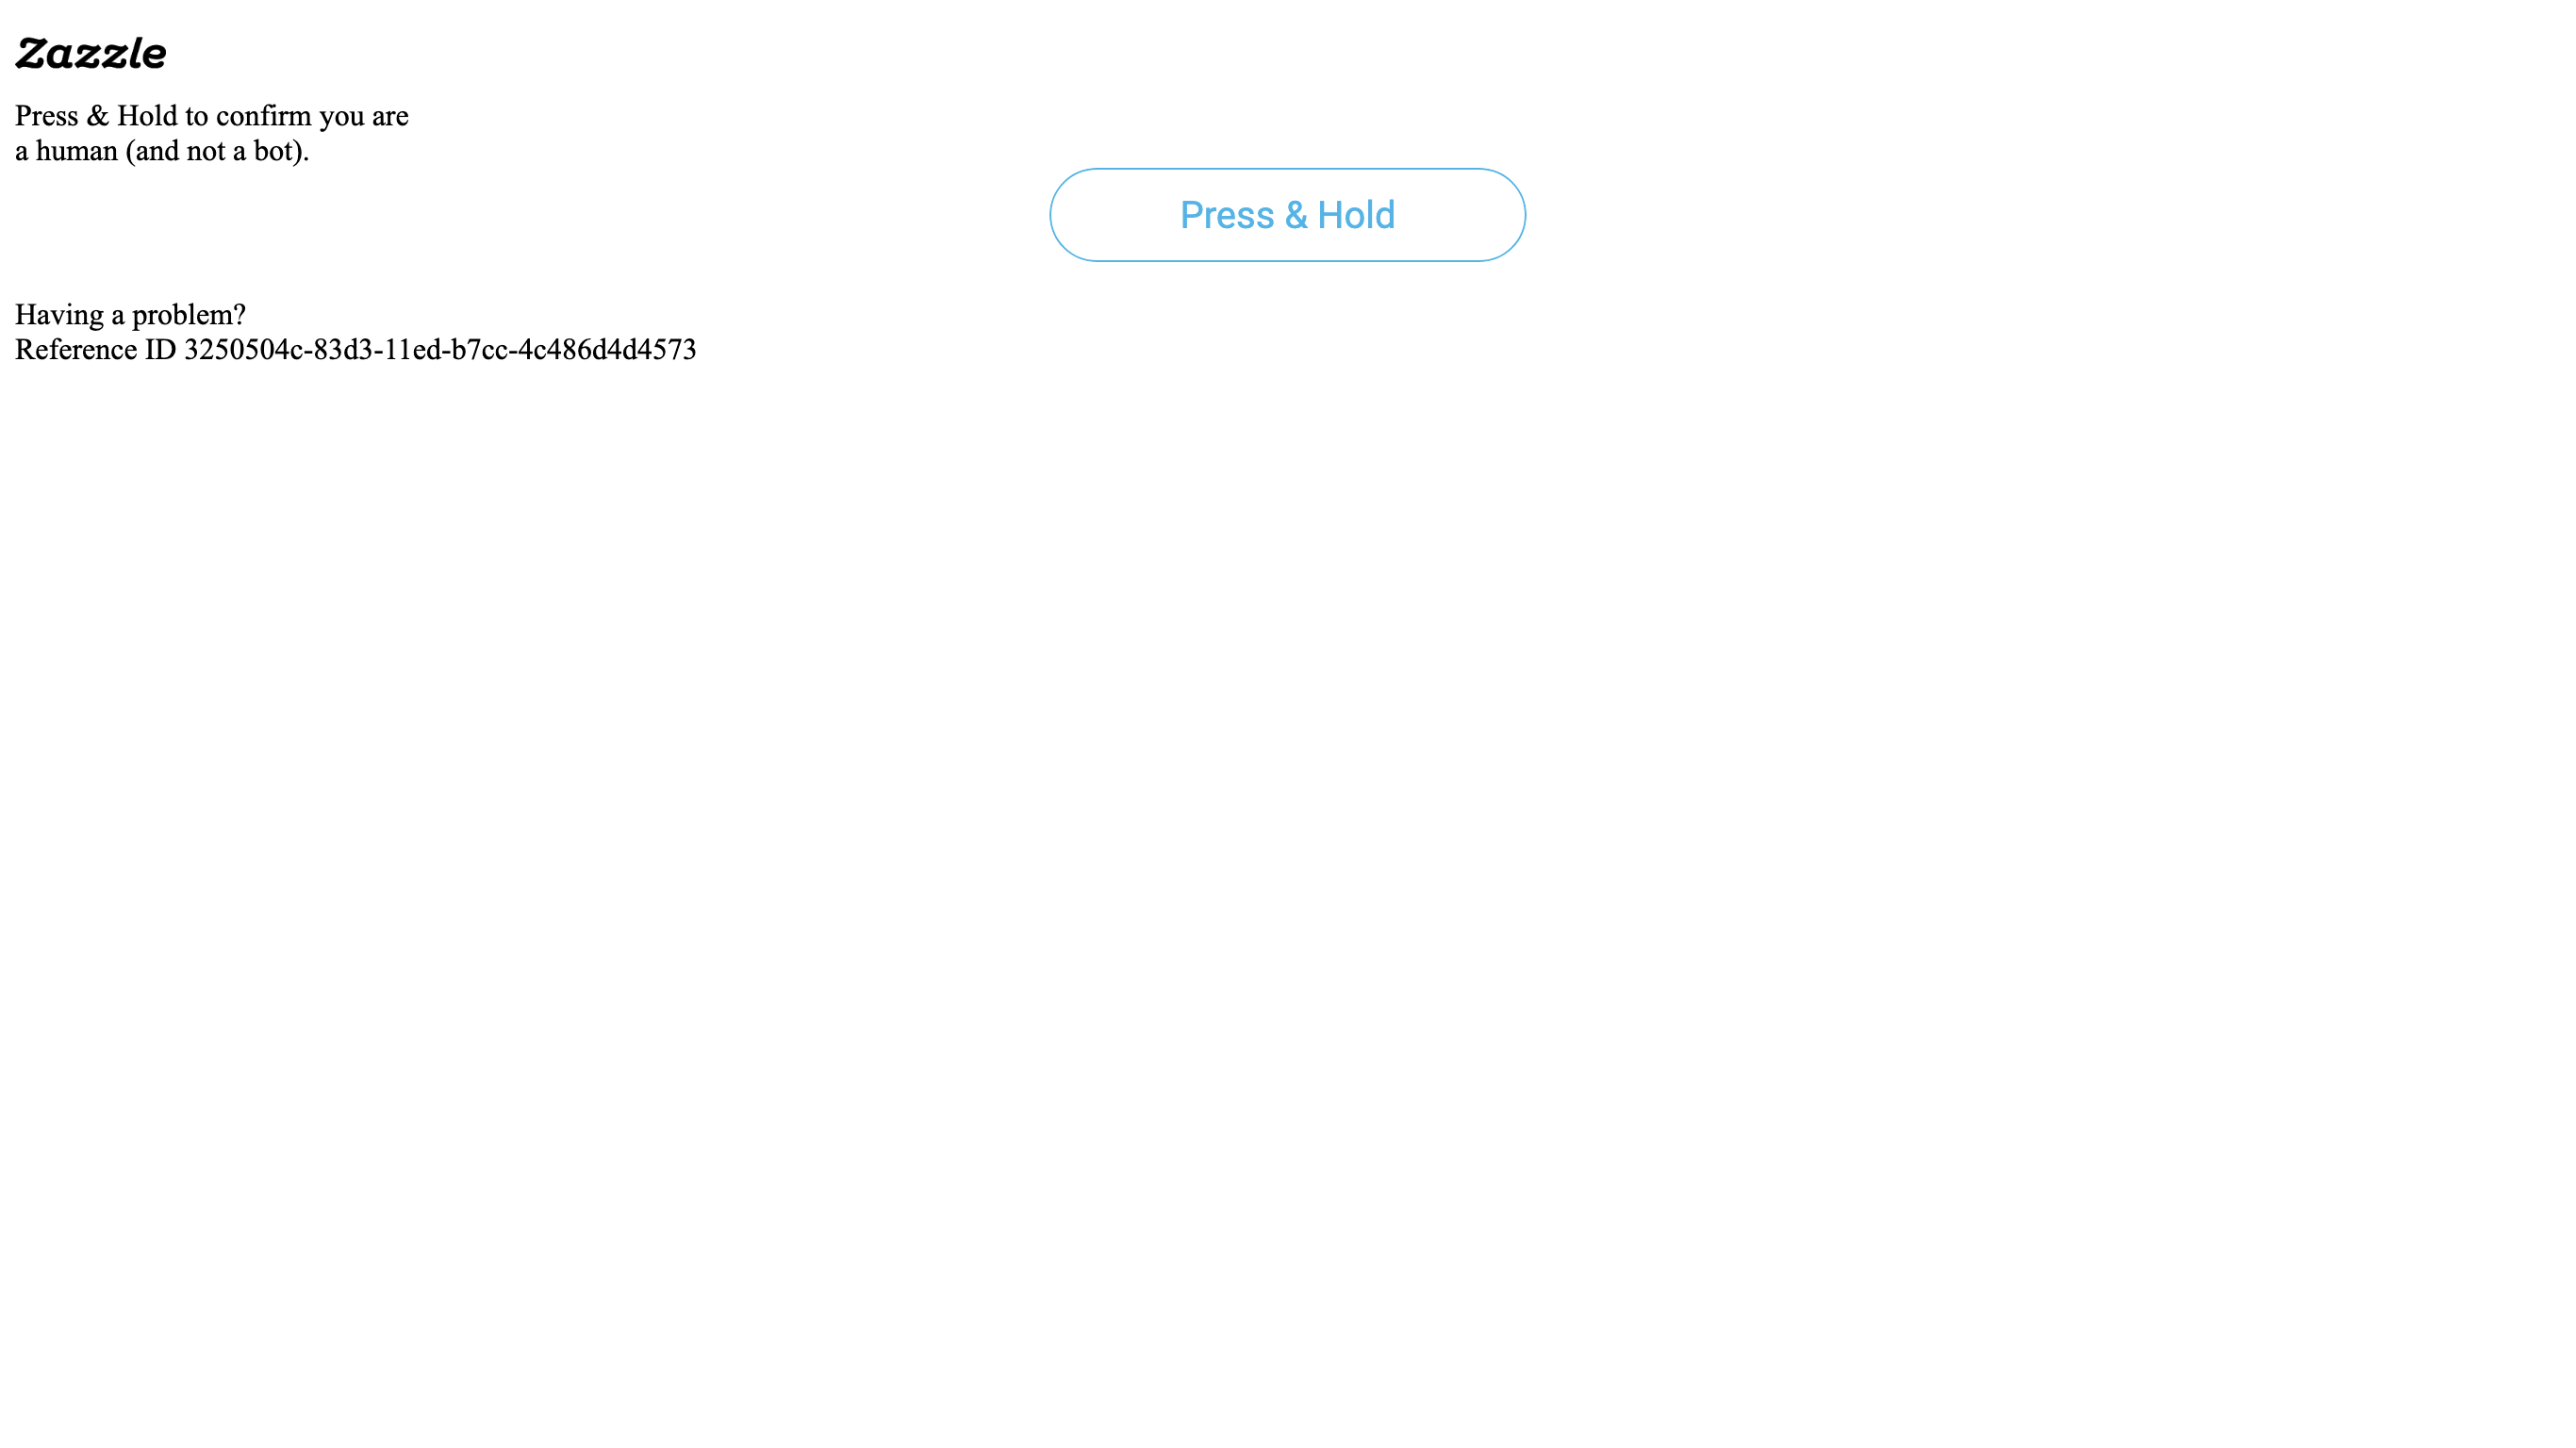 Zazzle
Press & Hold to confirm you are
a human (and not a bot).
Press & Hold
Having a problem?
Reference ID 3250504c-83d3-11ed-b7cc-4c486d4d4573